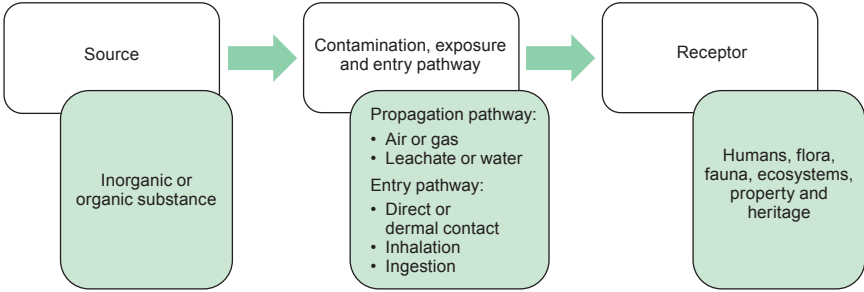 Source
Contamination, exposure
and entry pathway
Receptor
Inorganic or
organic substance
Propagation pathway:
• Air or gas
• Leachate or water
Entry pathway:
• Direct or
dermal contact
• Inhalation
• Ingestion
Humans, flora,
fauna, ecosystems,
property and
heritage